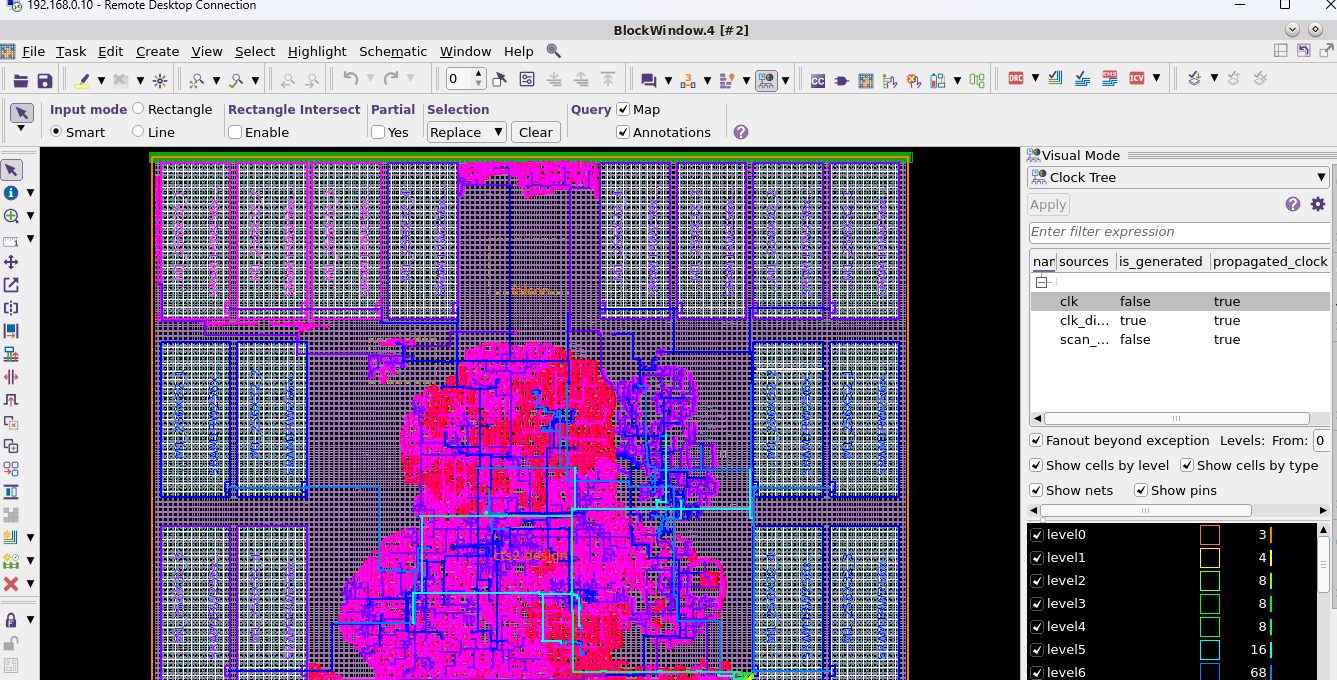 192.168.0.10 - Remote Desktop Connection
BlockWindow.4 [#2]
File Task Edit Create View Select Highlight Schematic Window Help
0
DRC EMS ICV
CC
Input mode Rectangle Rectangle Intersect Partial Selection Query Map
Smart Line Enable Yes Replace Clear Annotations
Visual Mode
Clock Tree
Apply
Enter filter expression
nar sources is_generated propagated_clock
clk false true
clk_di... true true
scan_... false true
Fanout beyond exception Levels: From: 0
Show cells by level Show cells by type
Show nets Show pins
level0 3
level1 4
level2 8
level3 8
level4 8
level5 16
level6 68